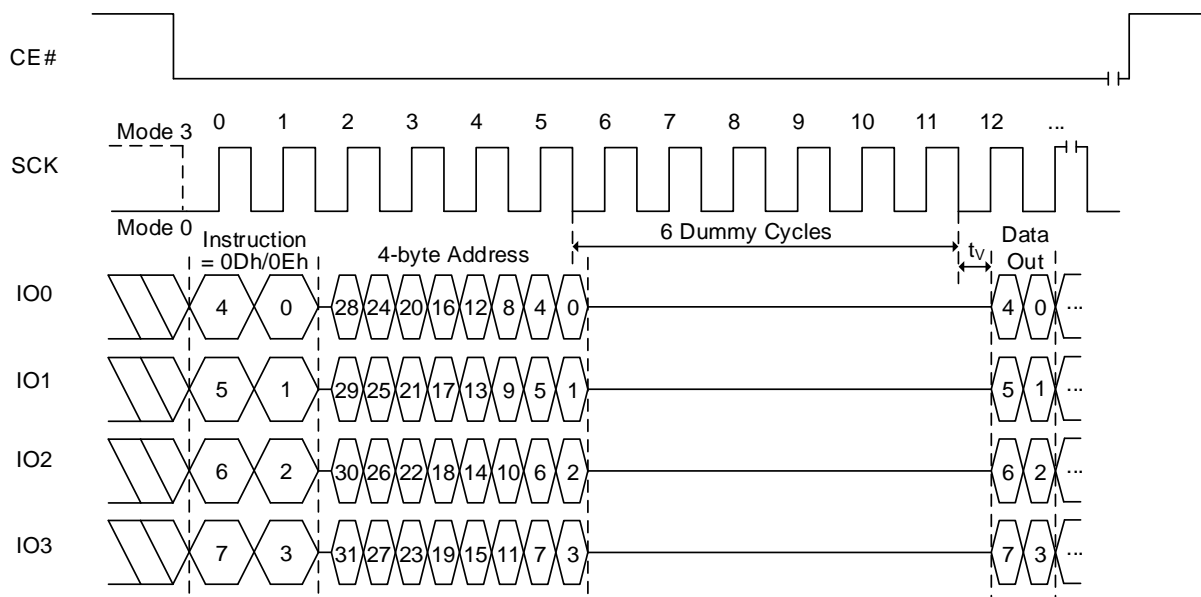 CE#
0 1 2 3 4 5 6 7 8 9 10 11 12 ...
Mode 3
SCK
Mode 0
6 Dummy Cycles
Instruction
= 0Dh/0Eh
4-byte Address
tV
Data
Out
IO0 4 0 28 24 20 16 12 8 4 0 4 0 ...
IO1 5 1 29 25 21 17 13 9 5 1 5 1 ...
IO2 6 2 30 26 22 18 14 10 6 2 6 2 ...
IO3 7 3 31 27 23 19 15 11 7 3 7 3 ...